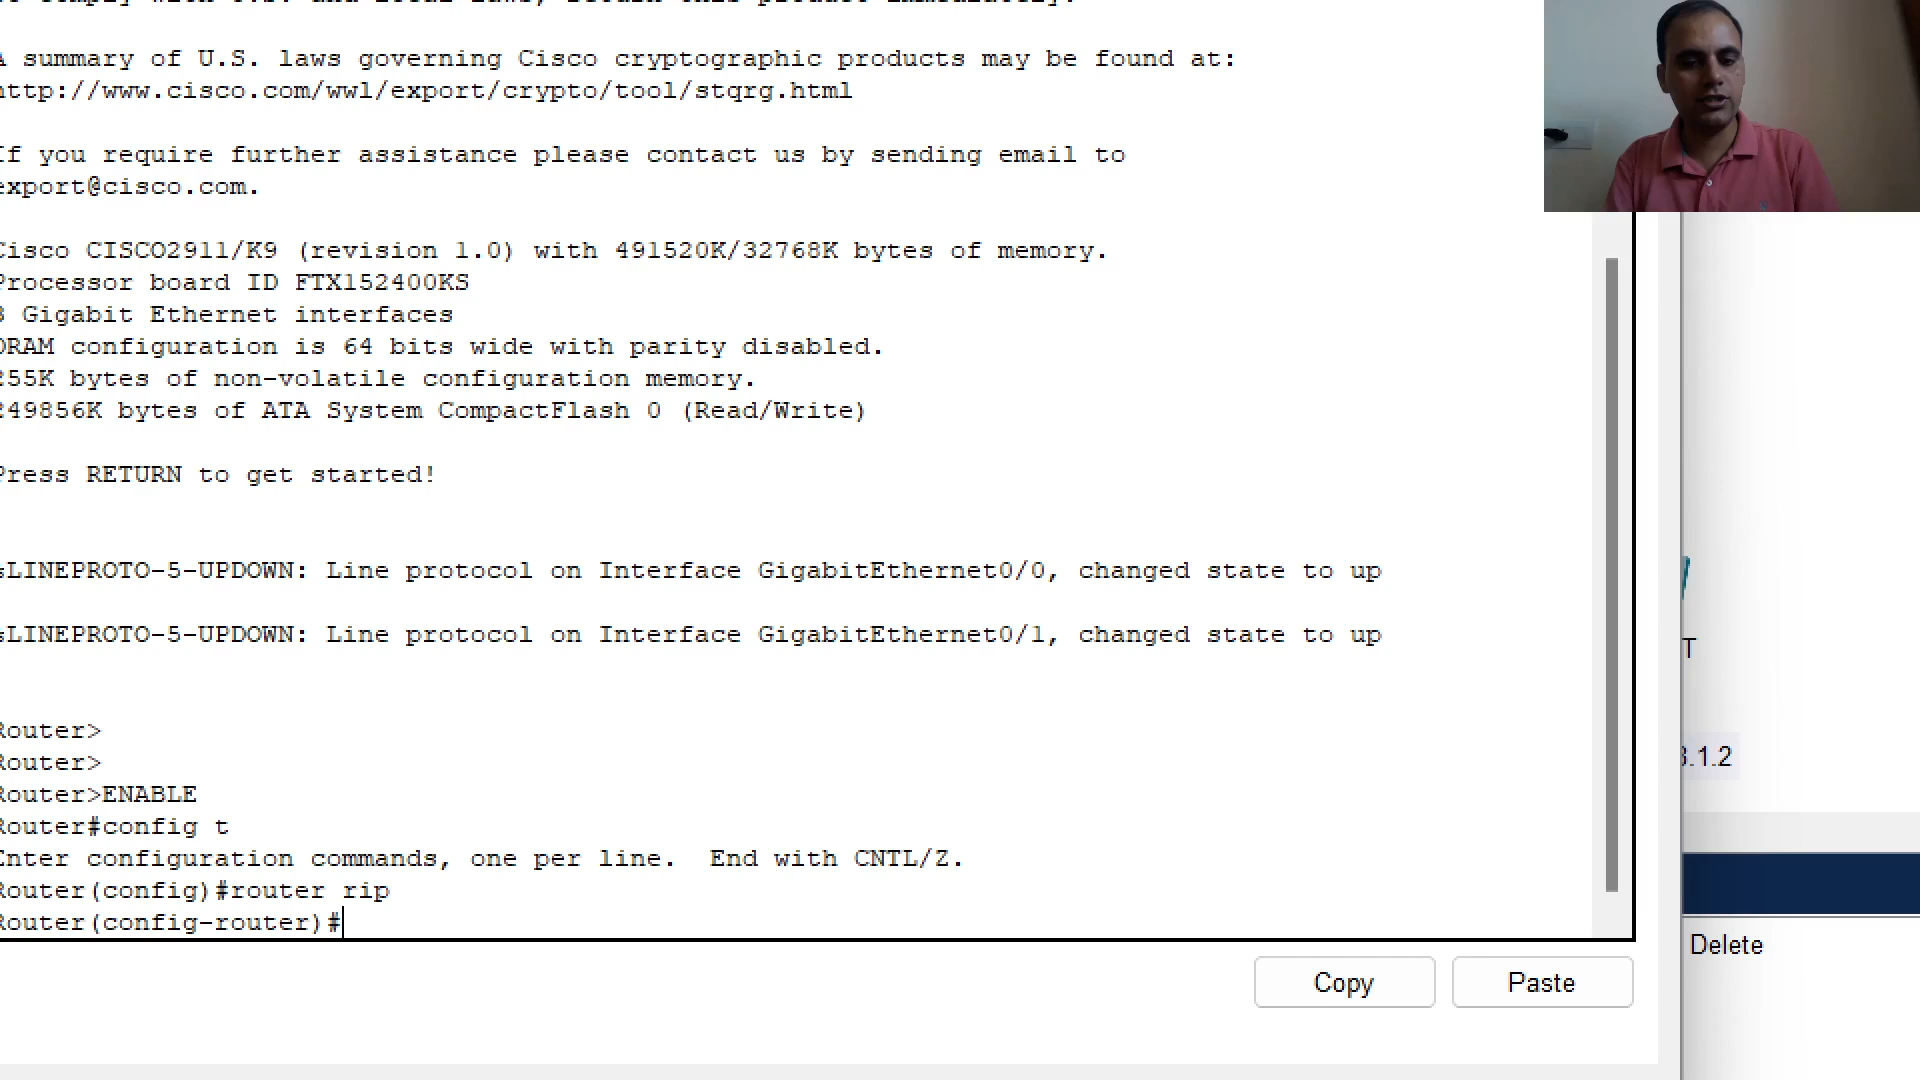 A summary of U.S. laws governing Cisco cryptographic products may be found at:
http://www.cisco.com/wwl/export/crypto/tool/stqrg.html
If you require further assistance please contact us by sending email to
export@cisco.com.
Cisco CISCO2911/K9 (revision 1.0) with 491520K/32768K bytes of memory.
Processor board ID FTX152400KS
3 Gigabit Ethernet interfaces
DRAM configuration is 64 bits wide with parity disabled.
255K bytes of non-volatile configuration memory.
249856K bytes of ATA System CompactFlash 0 (Read/Write)
Press RETURN to get started!
%LINEPROTO-5-UPDOWN: Line protocol on Interface GigabitEthernet0/0, changed state to up
%LINEPROTO-5-UPDOWN: Line protocol on Interface GigabitEthernet0/1, changed state to up
T
Router>
Router>
3.1.2
Router>ENABLE
Router#config t
Enter configuration commands, one per line.  End with CNTL/Z.
Router(config)#router rip
Router(config-router)#
Delete
Copy
Paste